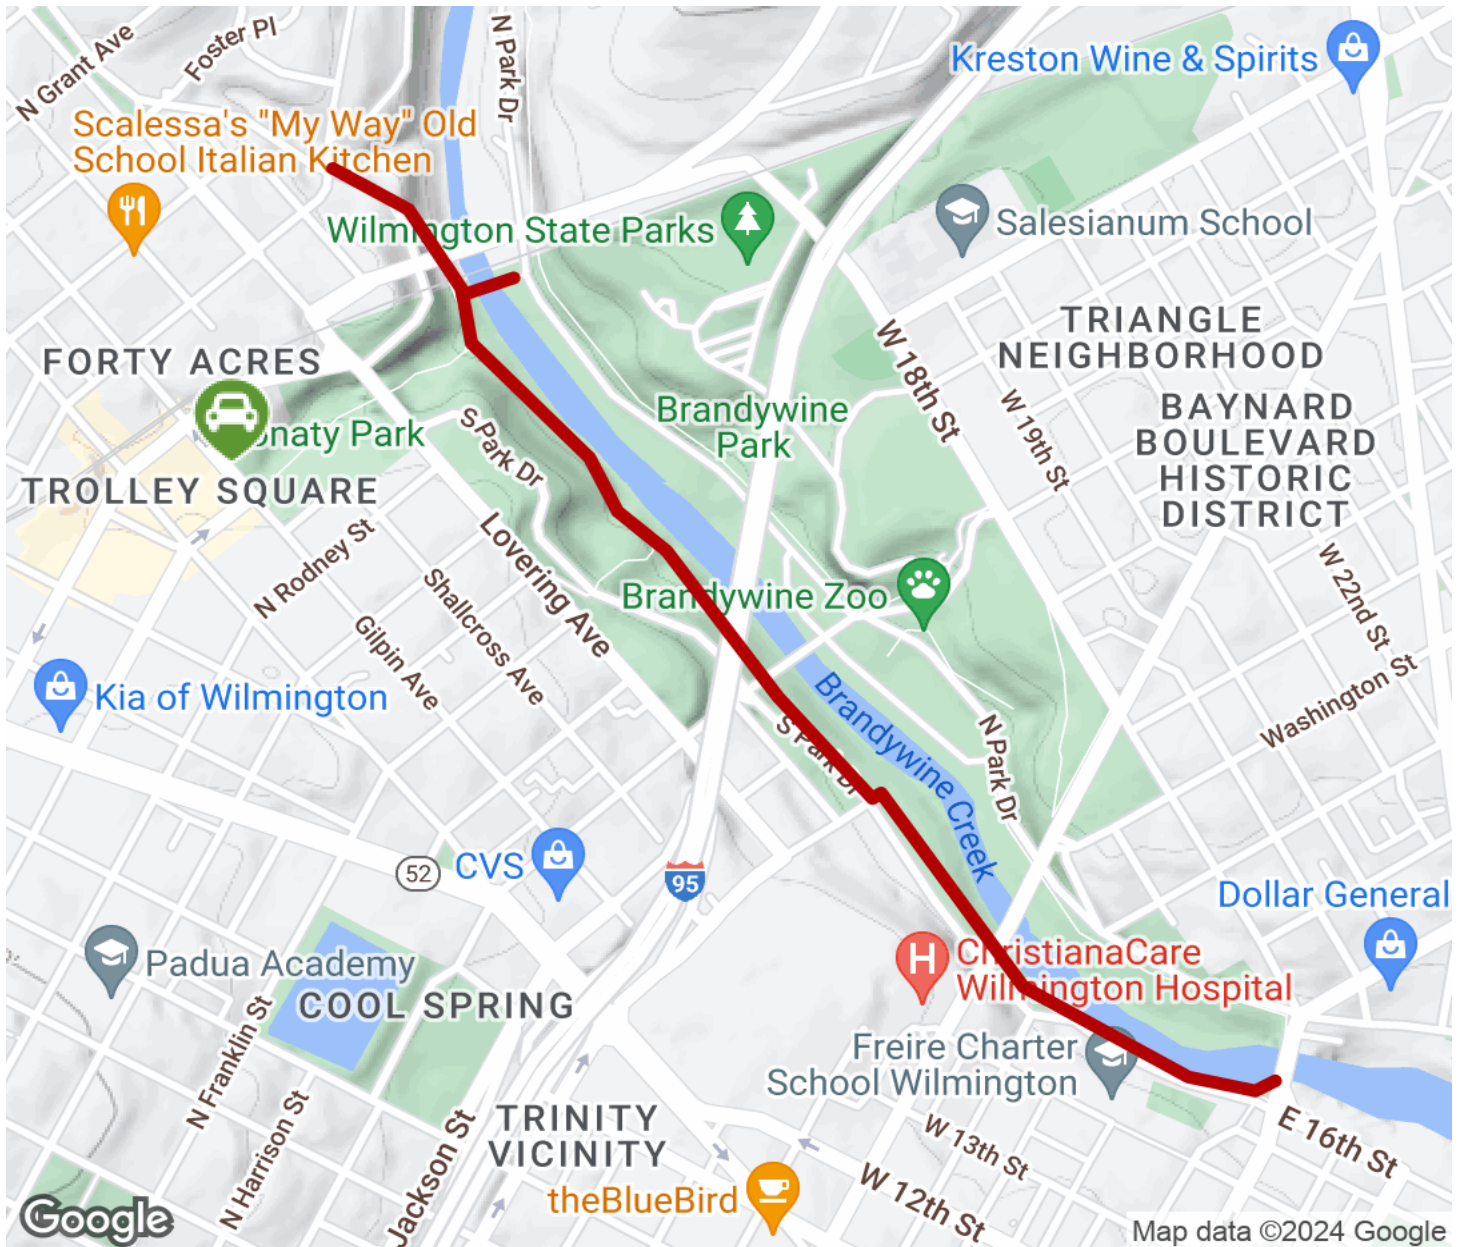 N Grant Ave
Foster Pl
N Park Dr
Kreston Wine & Spirits
Scalessa's "My Way" Old
School Italian Kitchen
Wilmington State Parks
Salesianum School
TRIANGLE
NEIGHBORHOOD
W 18th St
FORTY ACRES
W 19th St
BAYNARD
BOULEVARD
HISTORIC
DISTRICT
Brandywine
Park
Park
S Park Dr
TROLLEY SQUARE
N Rodney St
Lovering Ave
Shallcross Ave
Gilpin Ave
Brandywine Zoo
W 22nd St
Washington St
Kia of Wilmington
Brandywine Creek
S Park Dr
N Park Dr
52
CVS
95
Dollar General
Padua Academy
COOL SPRING
H
ChristianaCare
Wilmington Hospital
N Franklin St
Freire Charter
School Wilmington
N Harrison St
Jackson St
TRINITY
VICINITY
W 13th St
E 16th St
W 12th St
theBlueBird
Google
Map data ©2024 Google